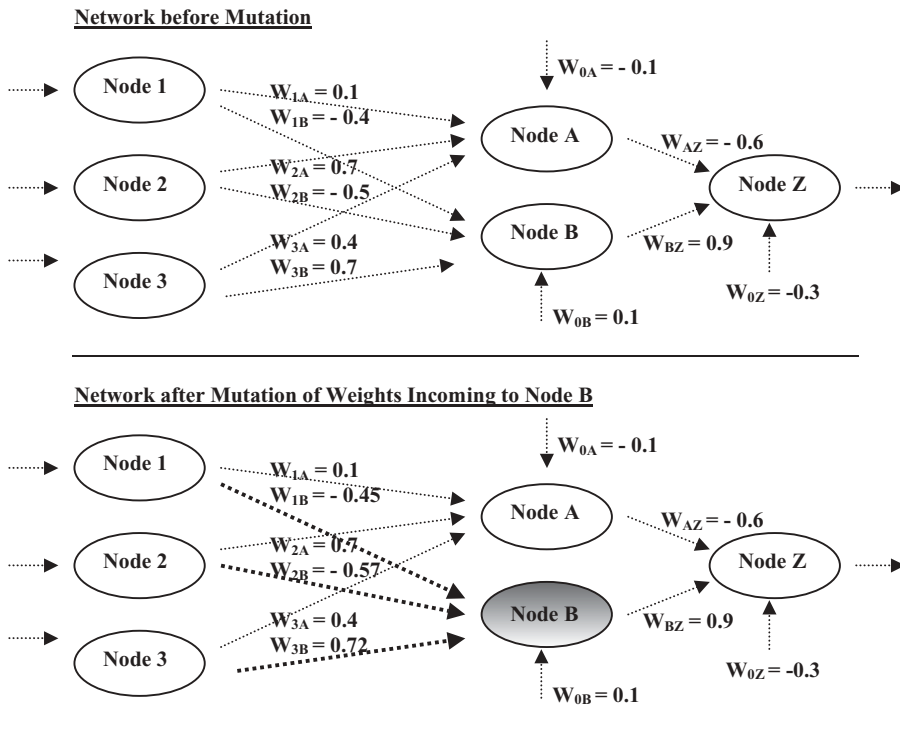 Network before Mutation
W0A = - 0.1
Node 1
W1A = 0.1
W1B = - 0.4
Node A
WAZ = - 0.6
Node 2
W2A = 0.7
W2B = - 0.5
Node Z
Node B
W3A = 0.4
W3B = 0.7
WBZ = 0.9
Node 3
W0Z = -0.3
W0B = 0.1
Network after Mutation of Weights Incoming to Node B
W0A = - 0.1
Node 1
W1A = 0.1
W1B = - 0.45
Node A
WAZ = - 0.6
Node 2
W2A = 0.7
W2B = - 0.57
Node Z
Node B
W3A = 0.4
W3B = 0.72
WBZ = 0.9
Node 3
W0Z = -0.3
W0B = 0.1